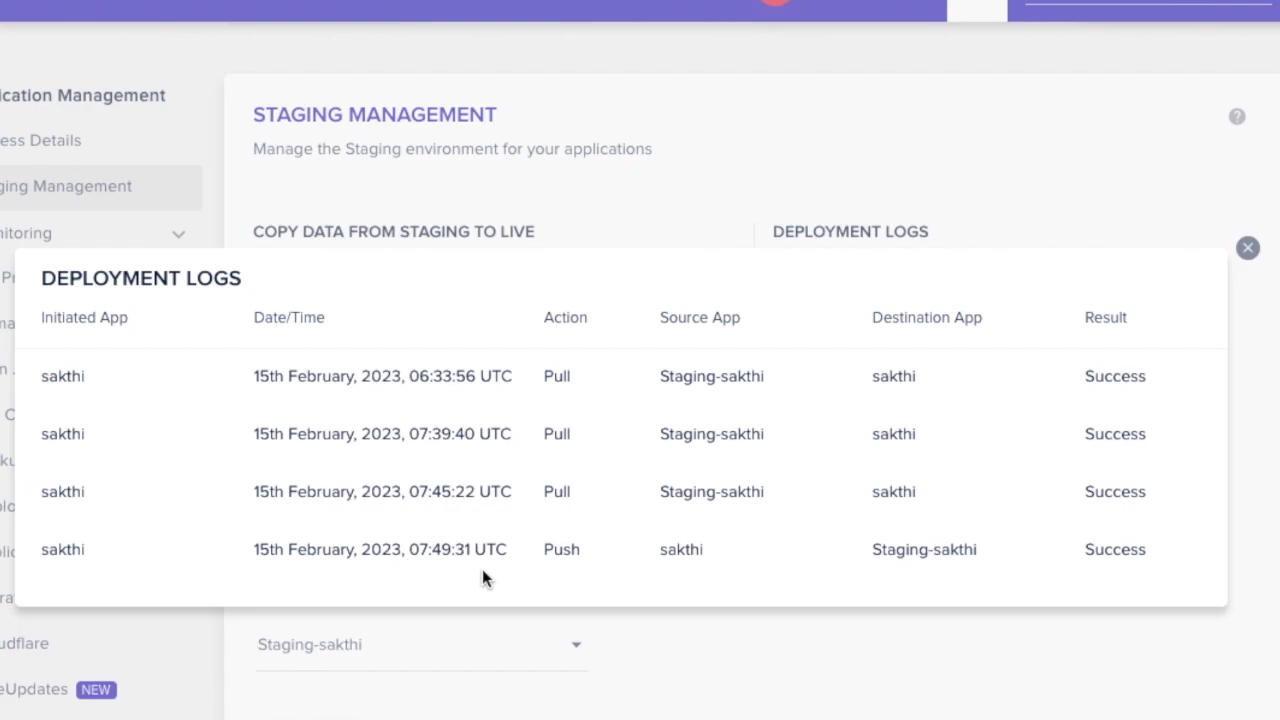 ication Management
ess Details
ging Management
nitoring
STAGING MANAGEMENT
Manage the Staging environment for your applications
COPY DATA FROM STAGING TO LIVE
DEPLOYMENT LOGS
DEPLOYMENT LOGS
Initiated App Date/Time Action Source App Destination App Result
sakthi 15th February, 2023, 06:33:56 UTC Pull Staging-sakthi sakthi Success
sakthi 15th February, 2023, 07:39:40 UTC Pull Staging-sakthi sakthi Success
sakthi 15th February, 2023, 07:45:22 UTC Pull Staging-sakthi sakthi Success
sakthi 15th February, 2023, 07:49:31 UTC Push sakthi Staging-sakthi Success
Staging-sakthi
udflare
eUpdates NEW